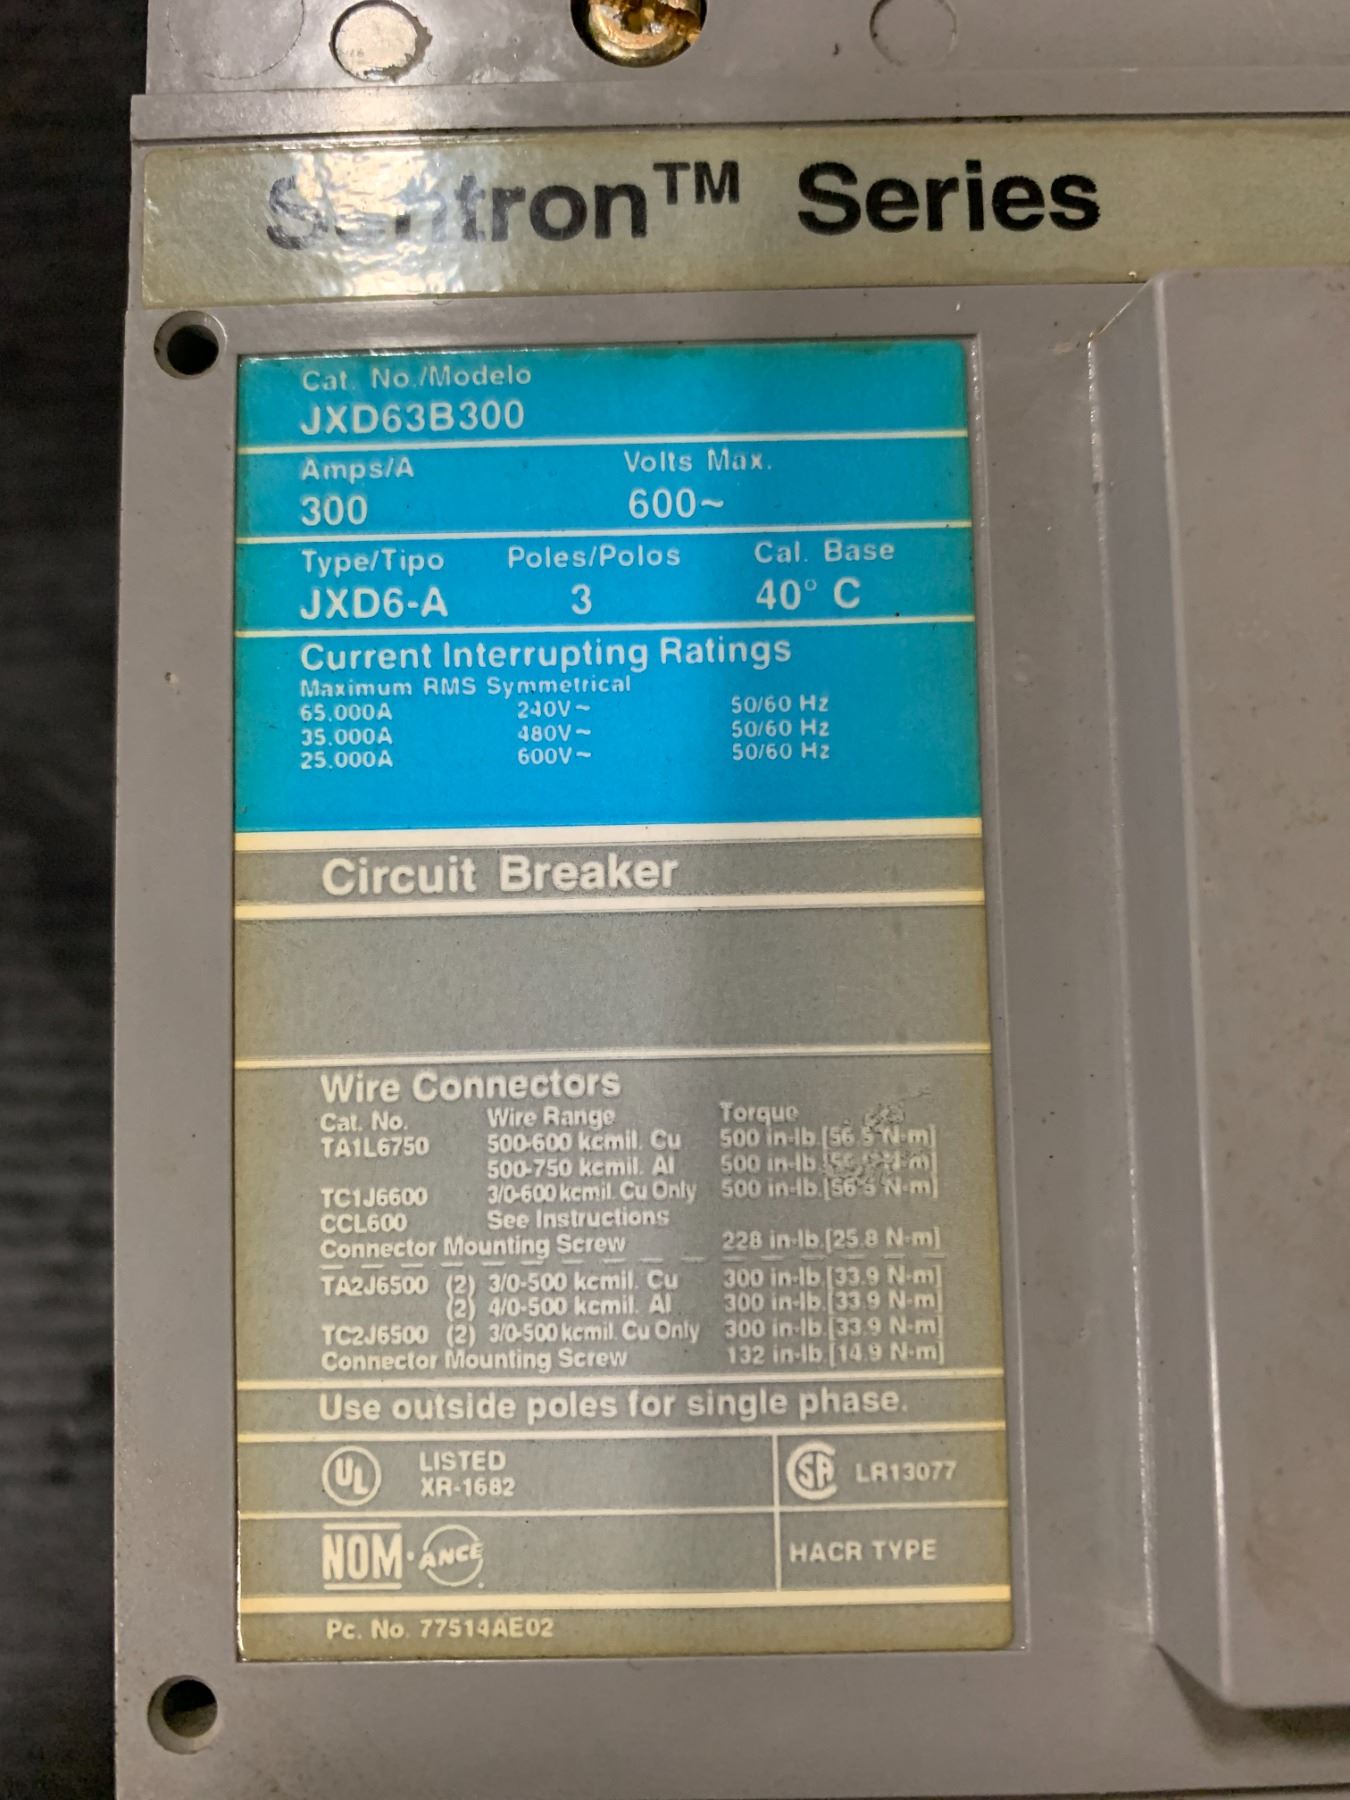 Sentron™ Series
Cat. No./Modelo
JXD63B300
Amps/A Volts Max.
300 600~
Type/Tipo Poles/Polos Cal. Base
JXD6-A 3 40° C
Current Interrupting Ratings
Maximum RMS Symmetrical
65.000A 240V~ 50/60 Hz
35.000A 480V~ 50/60 Hz
25.000A 600V~ 50/60 Hz
Circuit Breaker
Wire Connectors
Cat. No. Wire Range Torque
TA1L6750 500-600 kcmil. Cu 500 in-lb.[56.5 N-m]
500-750 kcmil. Al 500 in-lb.
TC1J6600 3/0-600 kcmil. Cu Only 500 in-lb.[56.5 N-m]
CCL600 See Instructions
Connector Mounting Screw 228 in-lb.[25.8 N-m]
TA2J6500 (2) 3/0-500 kcmil. Cu 300 in-lb.[33.9 N-m]
(2) 4/0-500 kcmil. Al 300 in-lb.[33.9 N-m]
TC2J6500 (2) 3/0-500 kcmil. Cu Only 300 in-lb.[33.9 N-m]
Connector Mounting Screw 132 in-lb.[14.9 N-m]
Use outside poles for single phase.
UL LISTED
XR-1682
SA LR13077
NOM·ANCE
HACR TYPE
Pc. No. 77514AE02